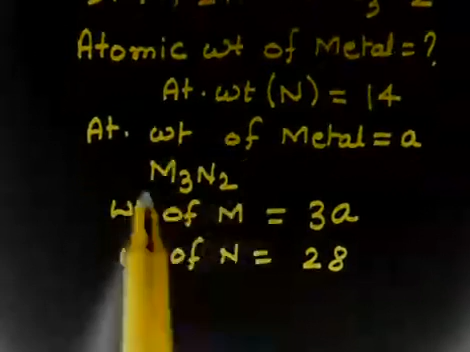 Atomic wt of Metal = ?
At. wt (N) = 14
At. wt of Metal = a
M₃N₂
of M = 3a
of N = 28